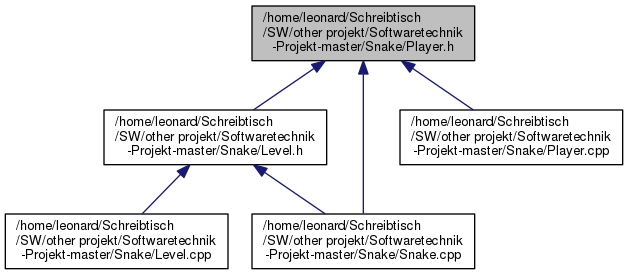 /home/leonard/Schreibtisch
/SW/other projekt/Softwaretechnik
-Projekt-master/Snake/Player.h
/home/leonard/Schreibtisch
/SW/other projekt/Softwaretechnik
-Projekt-master/Snake/Level.h
/home/leonard/Schreibtisch
/SW/other projekt/Softwaretechnik
-Projekt-master/Snake/Player.cpp
/home/leonard/Schreibtisch
/SW/other projekt/Softwaretechnik
-Projekt-master/Snake/Level.cpp
/home/leonard/Schreibtisch
/SW/other projekt/Softwaretechnik
-Projekt-master/Snake/Snake.cpp